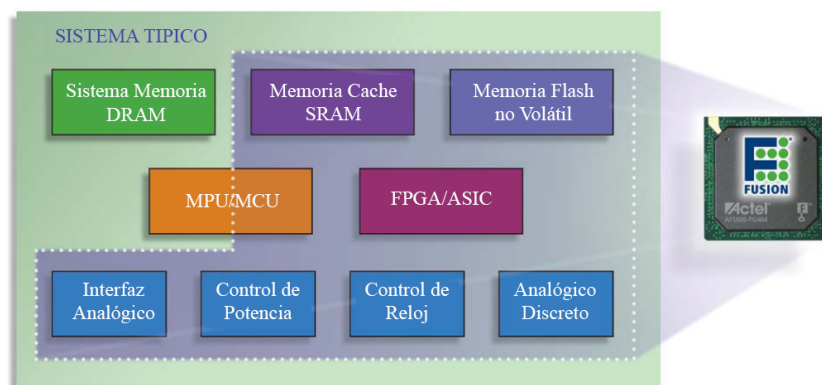 SISTEMA TIPICO
Sistema Memoria
DRAM
Memoria Cache
SRAM
Memoria Flash
no Volátil
MPU/MCU
FPGA/ASIC
Interfaz
Analógico
Control de
Potencia
Control de
Reloj
Analógico
Discreto
FUSION
Actel